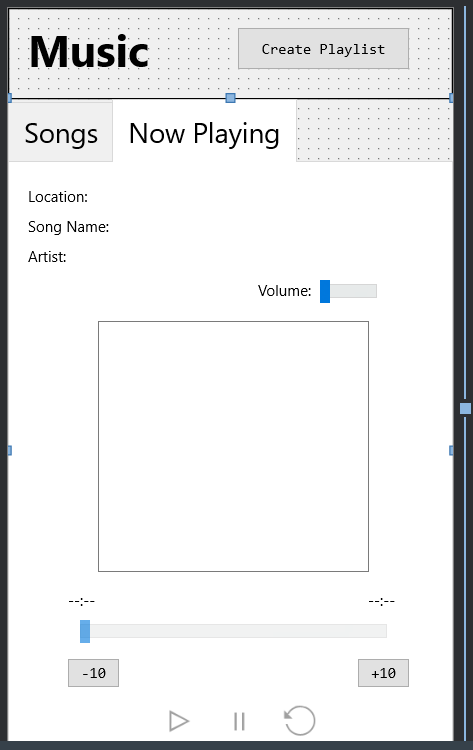 Music
Create Playlist
Songs
Now Playing
Location:
Song Name:
Artist:
Volume:
--:--
--:--
-10
+10